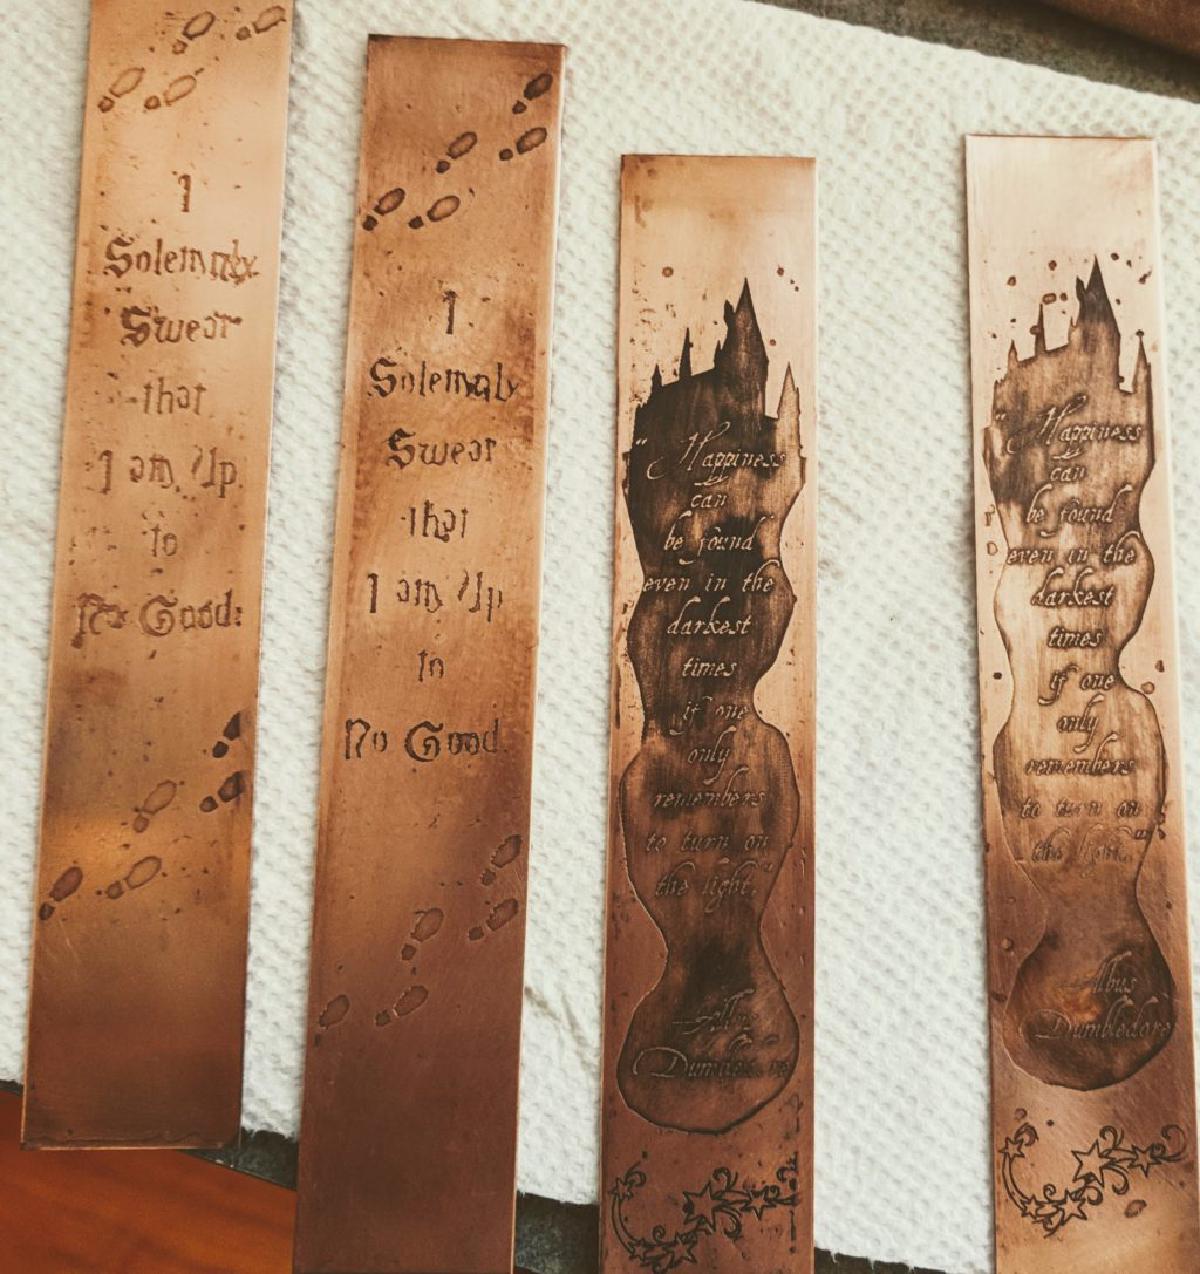 I
Solemnly
Swear
that
I am Up
to
No Good.
I
Solemnly
Swear
that
I am Up
to
No Good.
"Happiness
can
be found
even in the
darkest
times
if one
only
remembers
to turn on
the light."
-Albus
Dumbledore
"Happiness
can
be found
even in the
darkest
times
if one
only
remembers
to turn on
the light."
-Albus
Dumbledore